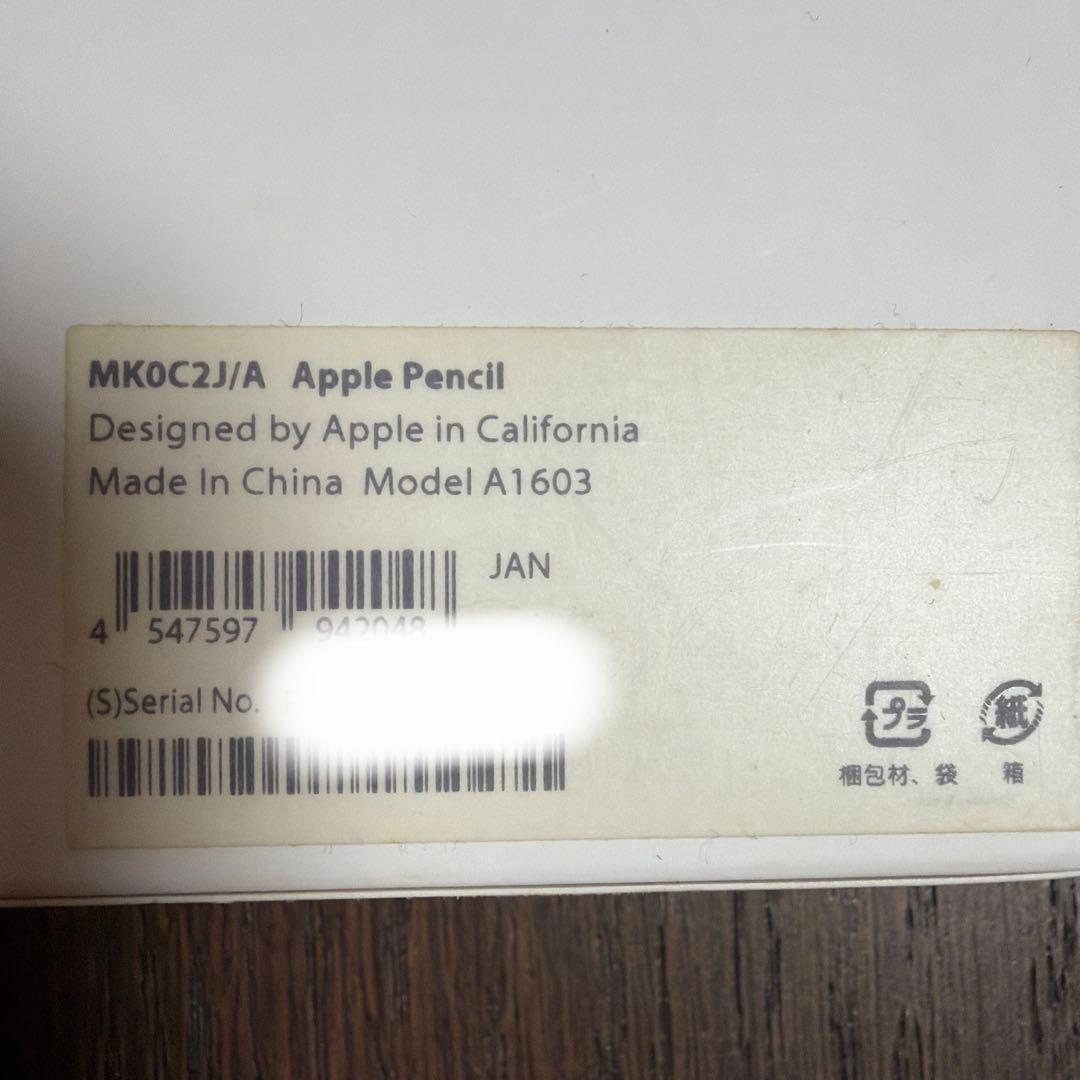 MK0C2J/A Apple Pencil
Designed by Apple in California
Made In China Model A1603
JAN
4 547597 942048
(S)Serial No.
プラ
紙
梱包材、袋
箱